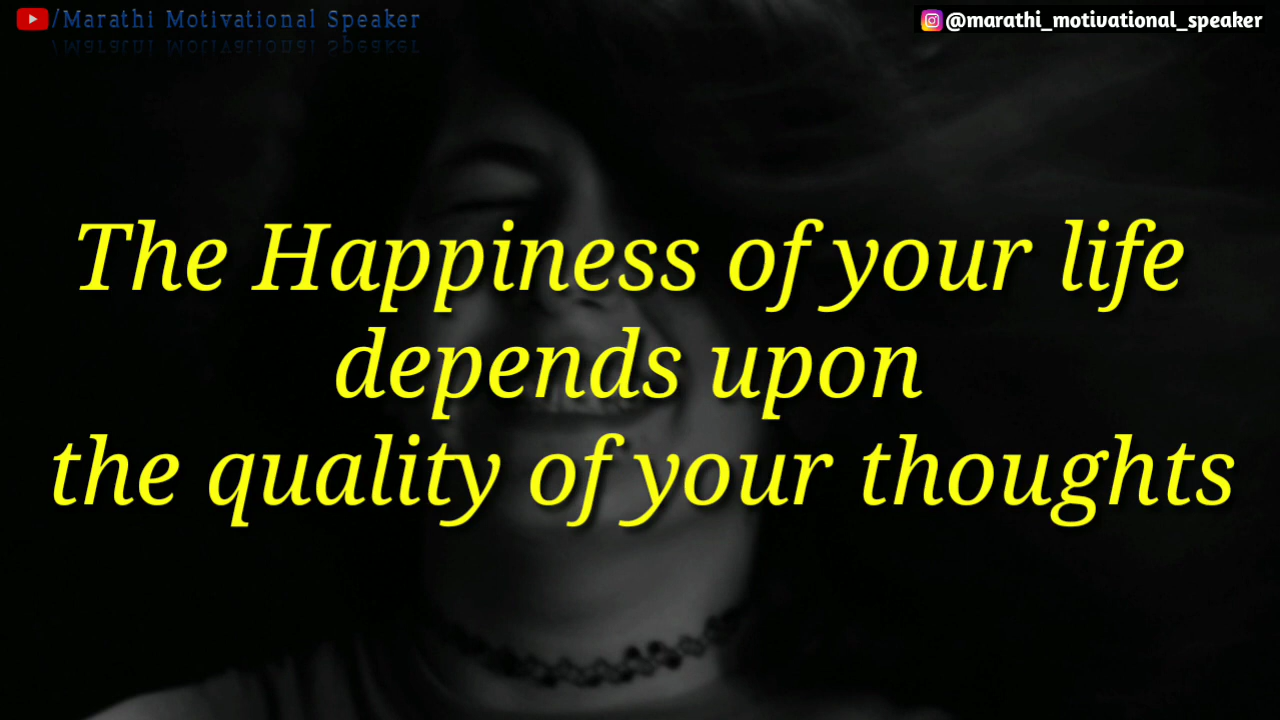 /Marathi Motivational Speaker
@marathi_motivational_speaker
The Happiness of your life
depends upon
the quality of your thoughts